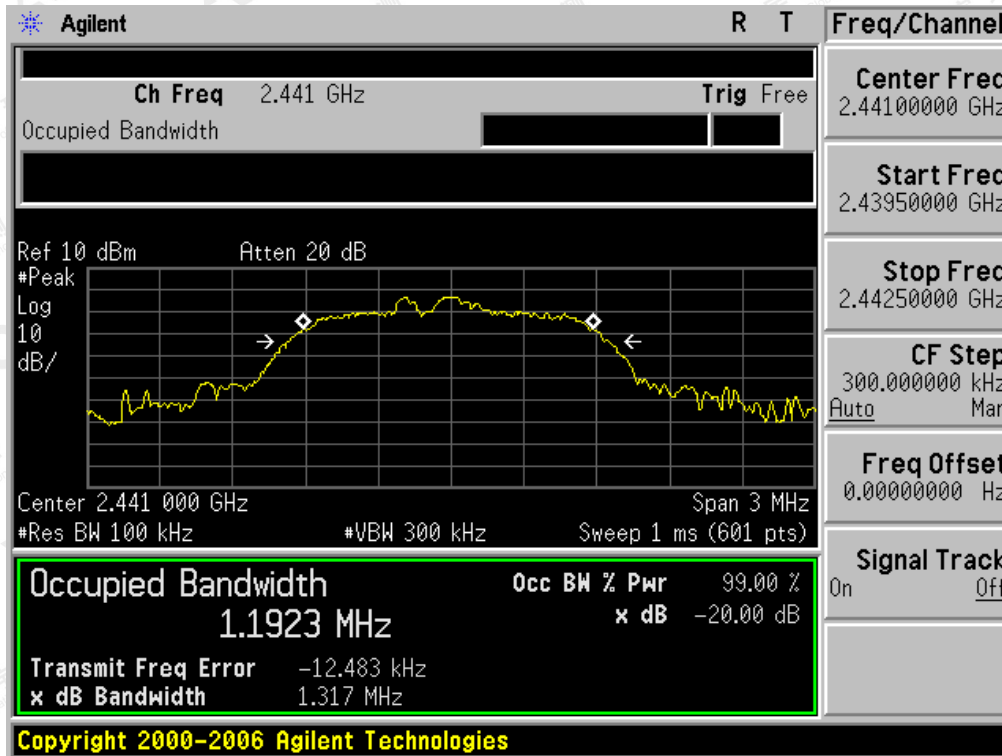 Agilent R T
Freq/Channel
Ch Freq 2.441 GHz Trig Free
Occupied Bandwidth
Center Freq
2.44100000 GHz
Start Freq
2.43950000 GHz
Stop Freq
2.44250000 GHz
CF Step
300.000000 kHz
Auto Man
Freq Offset
0.00000000 Hz
Signal Track
On Off
Ref 10 dBm Atten 20 dB
#Peak
Log
10
dB/
Center 2.441 000 GHz Span 3 MHz
#Res BW 100 kHz #VBW 300 kHz Sweep 1 ms (601 pts)
Occupied Bandwidth
1.1923 MHz
Occ BW % Pwr 99.00 %
x dB -20.00 dB
Transmit Freq Error -12.483 kHz
x dB Bandwidth 1.317 MHz
Copyright 2000-2006 Agilent Technologies